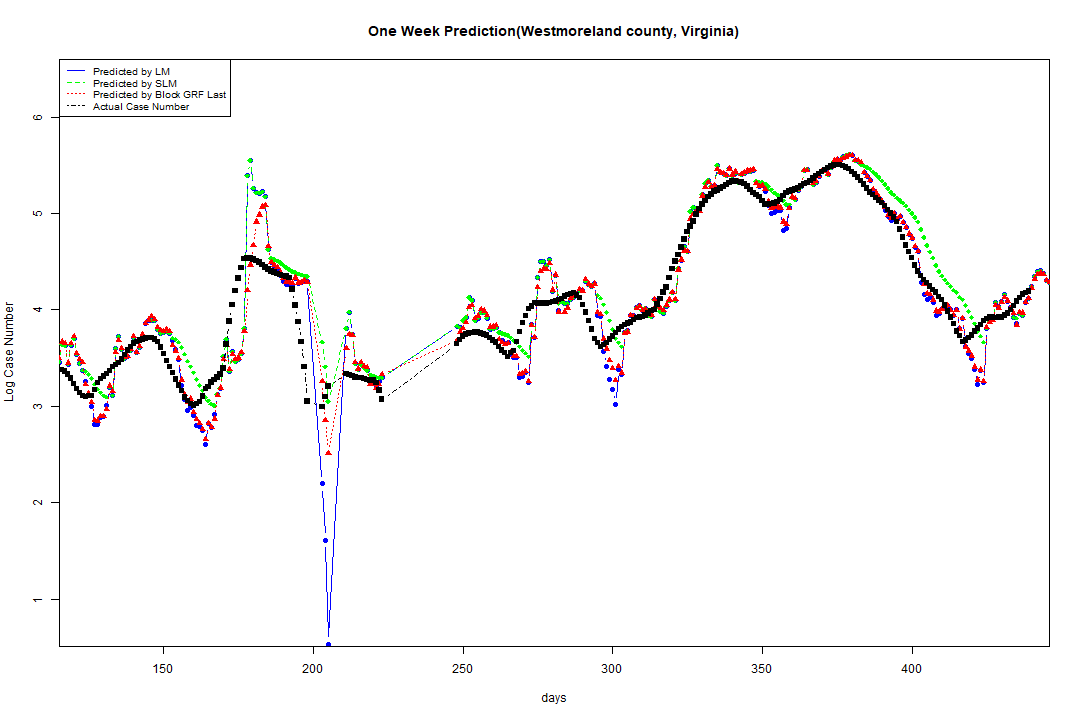 One Week Prediction(Westmoreland county, Virginia)
Predicted by LM
Predicted by SLM
Predicted by Block GRF Last
Actual Case Number
Log Case Number
6
5
4
3
2
1
150 200 250 300 350 400
days